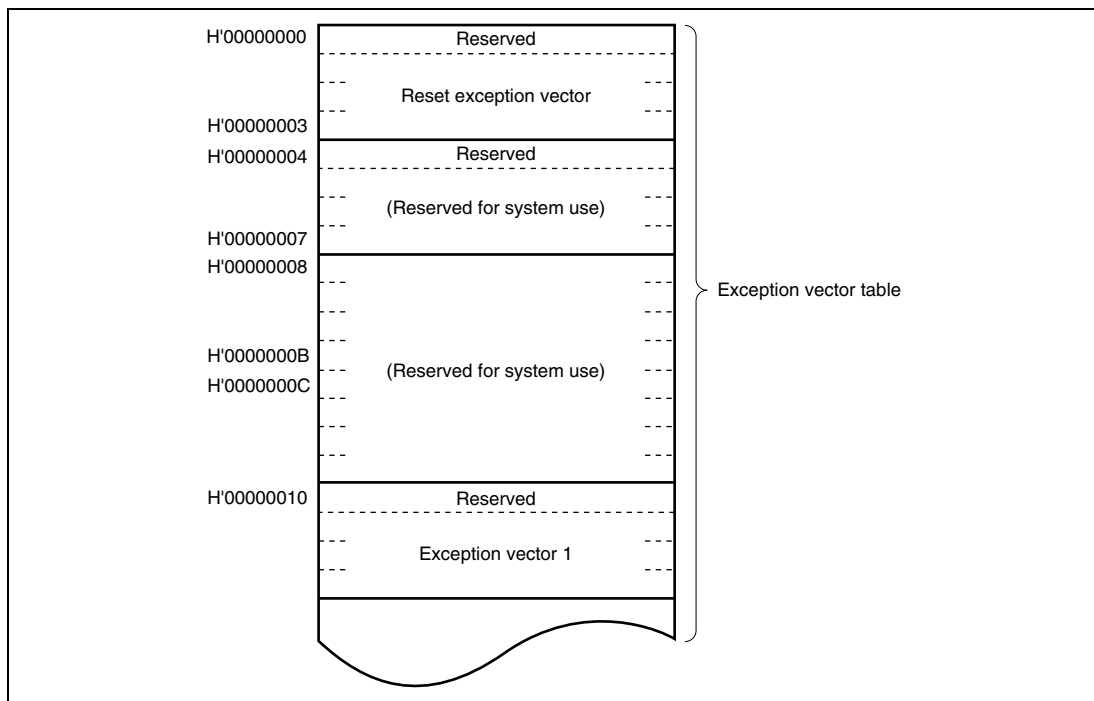 H'00000000 Reserved
Reset exception vector
H'00000003
H'00000004 Reserved
(Reserved for system use)
H'00000007
H'00000008
Exception vector table
H'0000000B
(Reserved for system use)
H'0000000C
H'00000010 Reserved
Exception vector 1